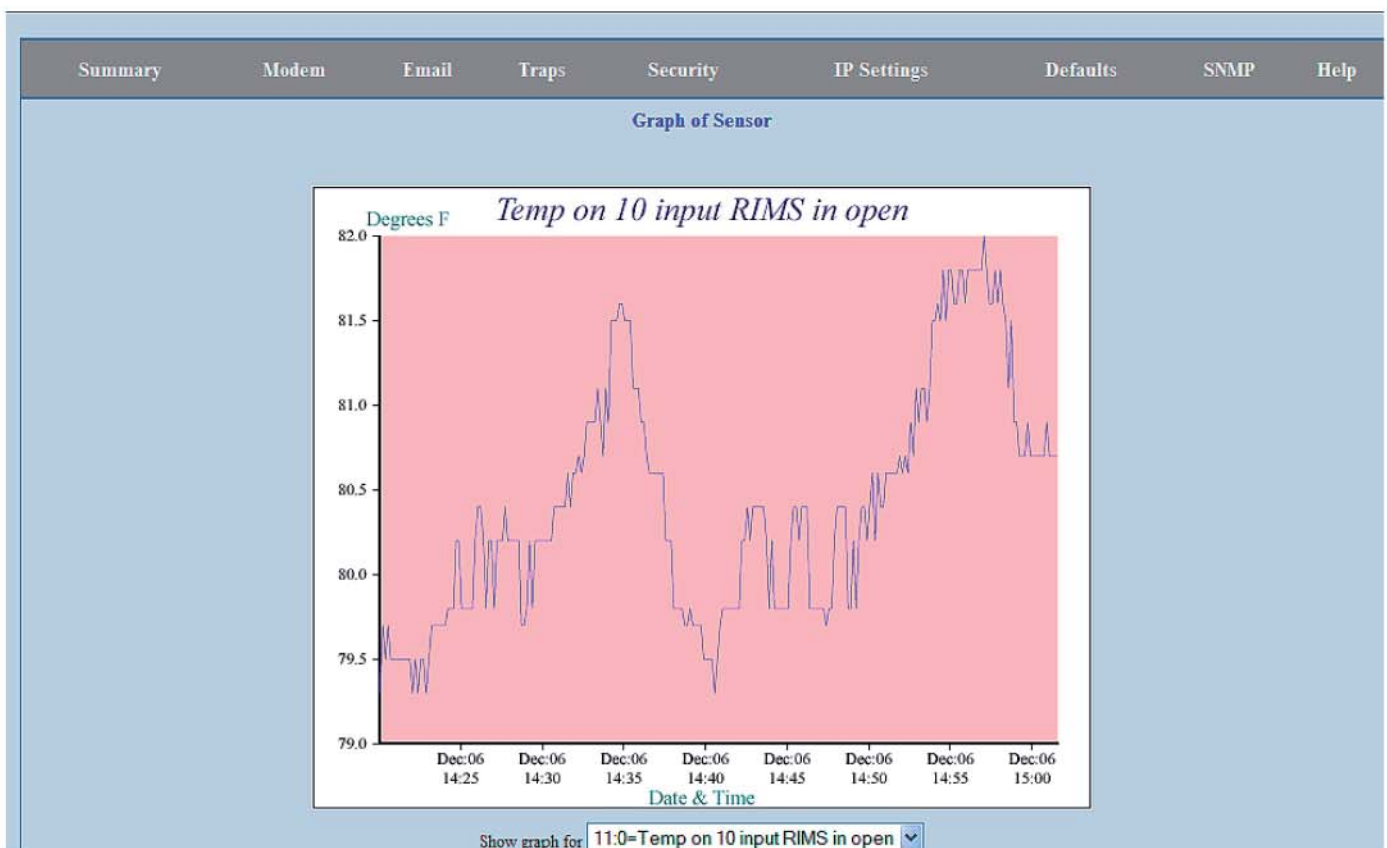 Summary Modem Email Traps Security IP Settings Defaults SNMP Help
Graph of Sensor
Temp on 10 input RIMS in open
Degrees F
82.0
81.5
81.0
80.5
80.0
79.5
79.0
Dec:06 Dec:06 Dec:06 Dec:06 Dec:06 Dec:06 Dec:06 Dec:06
14:25 14:30 14:35 14:40 14:45 14:50 14:55 15:00
Date & Time
Show graph for 11:0=Temp on 10 input RIMS in open